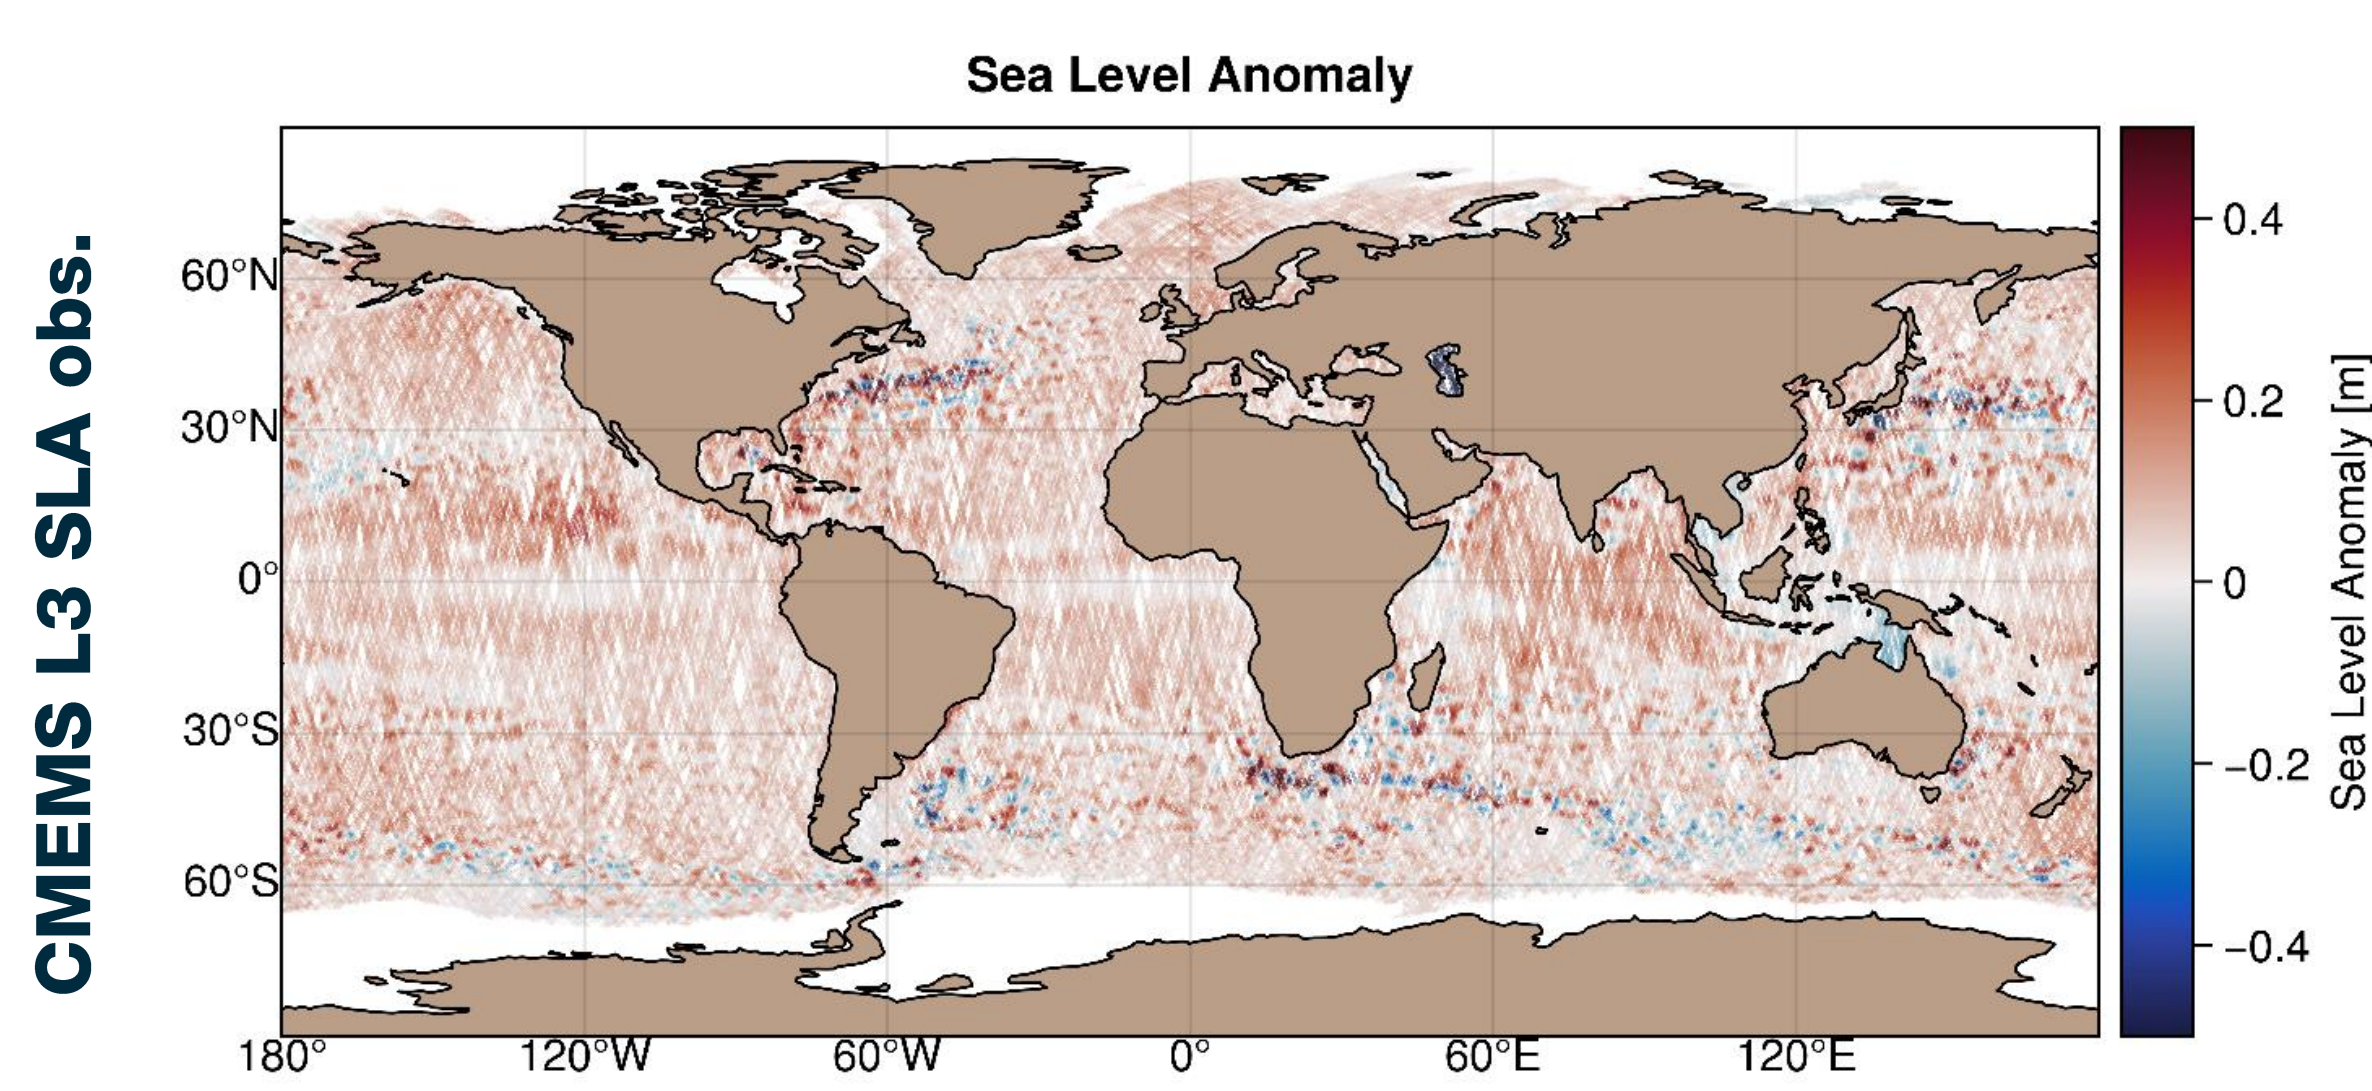 Sea Level Anomaly
CMEMS L3 SLA obs.
60°N
30°N
0°
30°S
60°S
180°
120°W
60°W
0°
60°E
120°E
0.4
0.2
0
−0.2
−0.4
Sea Level Anomaly [m]